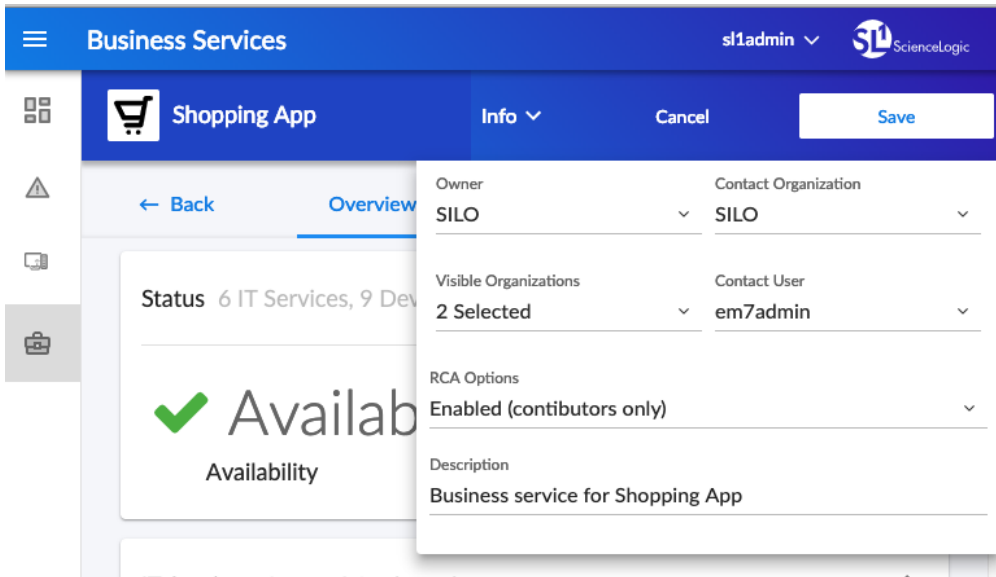 Business Services
sl1admin
SL1 ScienceLogic
Shopping App
Info
Cancel
Save
← Back
Overview
Owner
SILO
Contact Organization
SILO
Visible Organizations
2 Selected
Contact User
em7admin
Status 6 IT Services, 9 Dev
RCA Options
Enabled (contibutors only)
Availab
Availability
Description
Business service for Shopping App